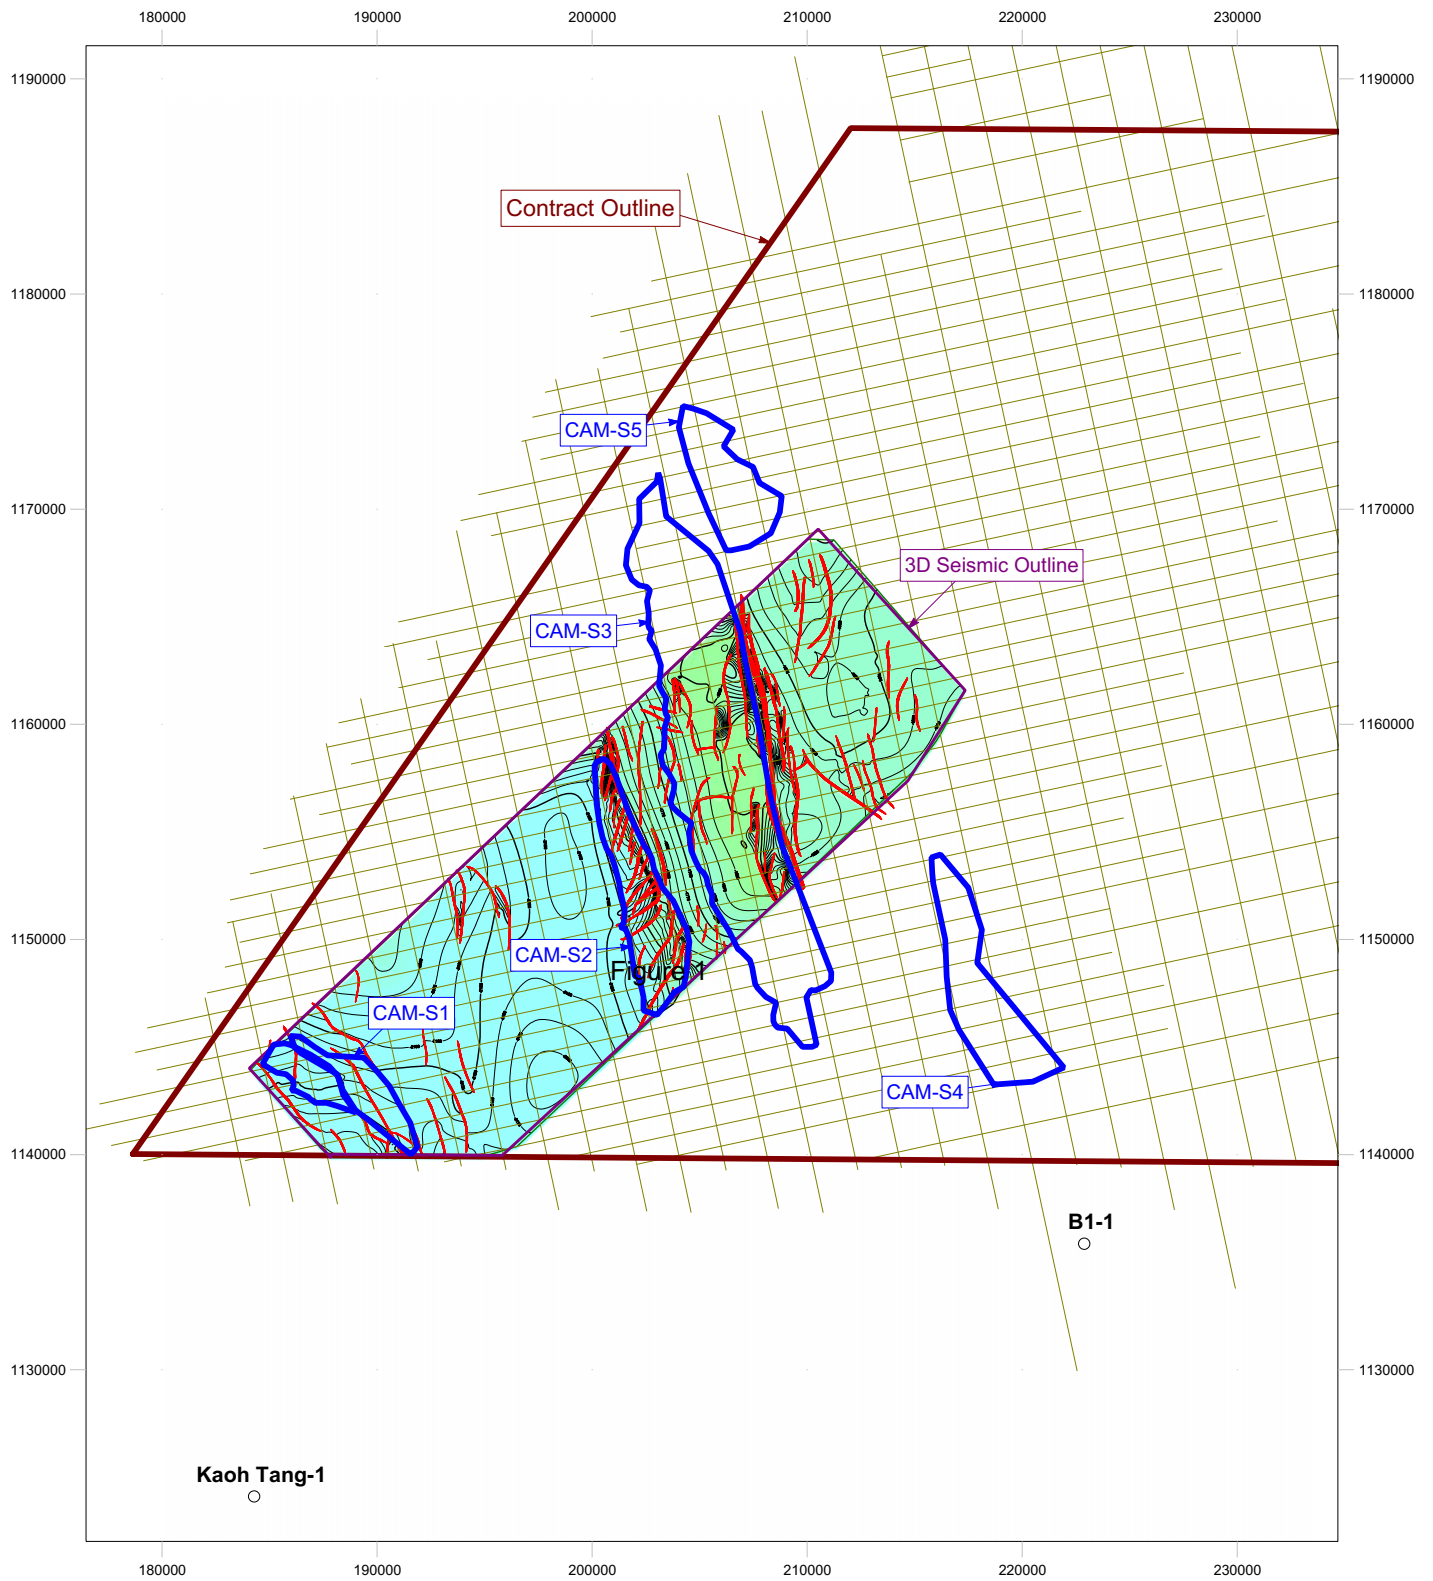 180000 190000 200000 210000 220000 230000
1190000 1190000
Contract Outline
1180000 1180000
CAM-S5
1170000 1170000
3D Seismic Outline
CAM-S3
1160000 1160000
1150000 1150000
CAM-S2
Figure 1
CAM-S1
CAM-S4
1140000 1140000
B1-1
1130000 1130000
Kaoh Tang-1
180000 190000 200000 210000 220000 230000